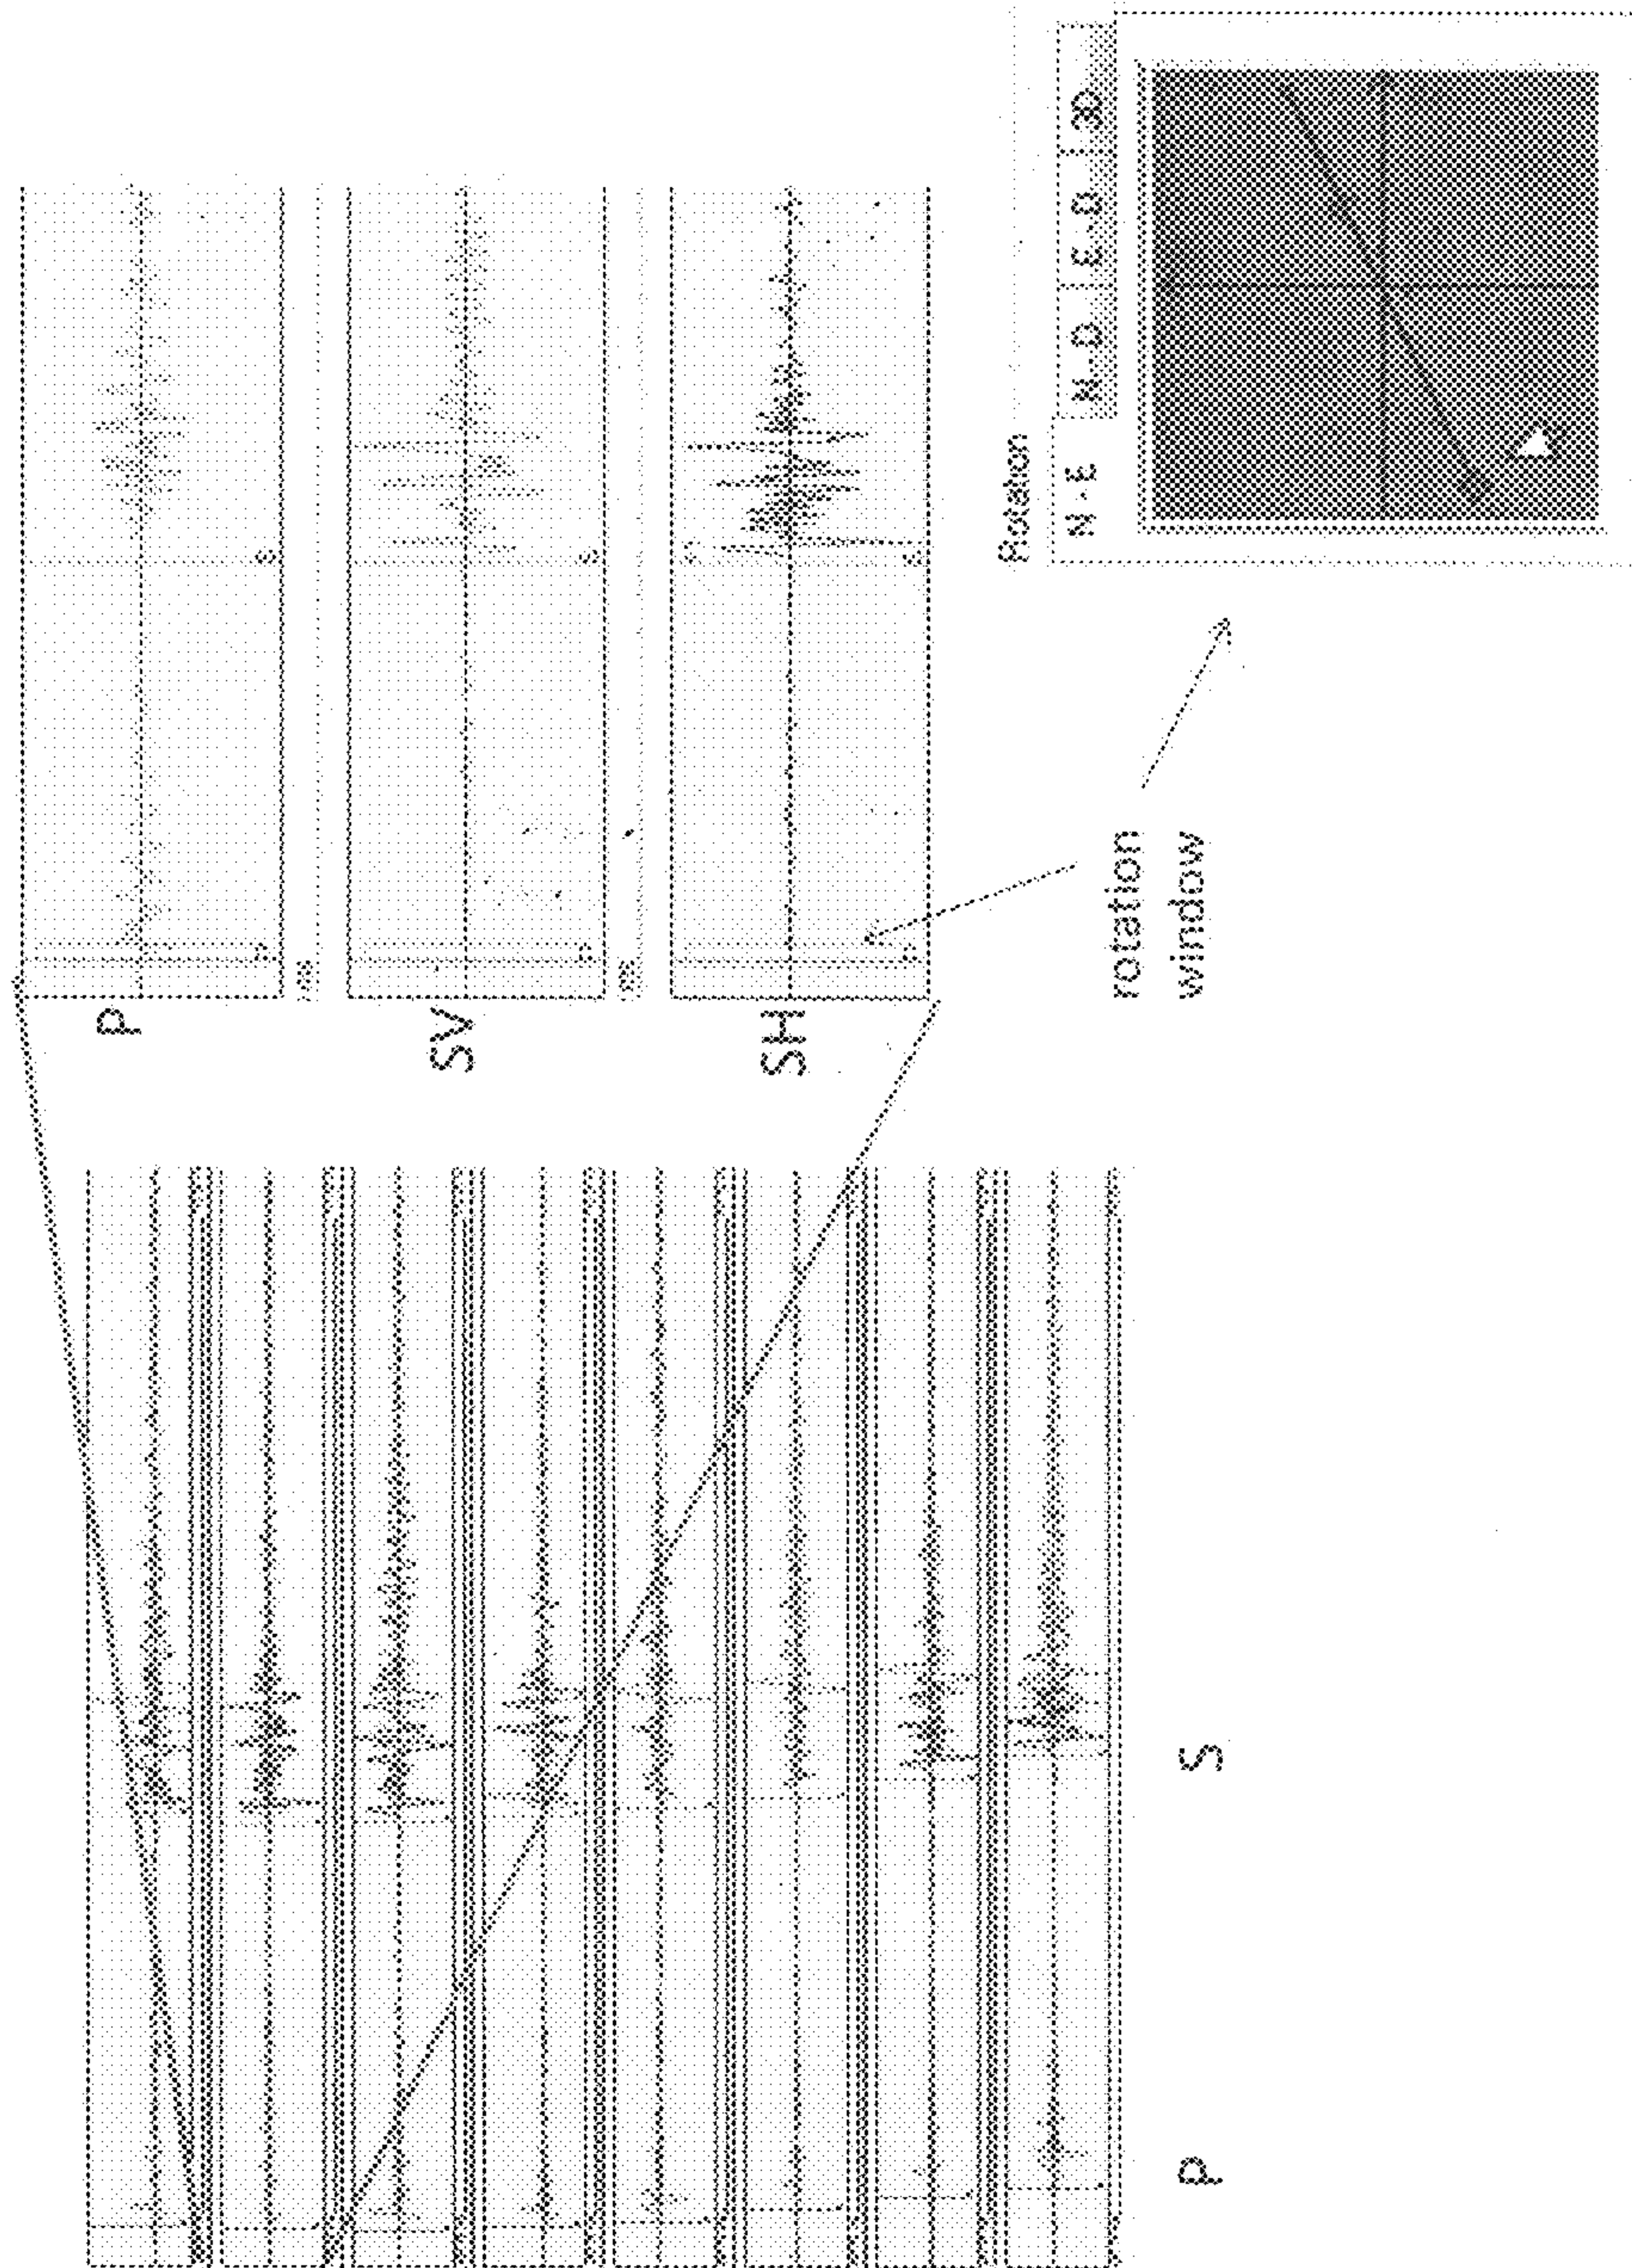 P
SV
SH
P
S
rotation
window
Rotation
N - E
N - D
E - D
3D